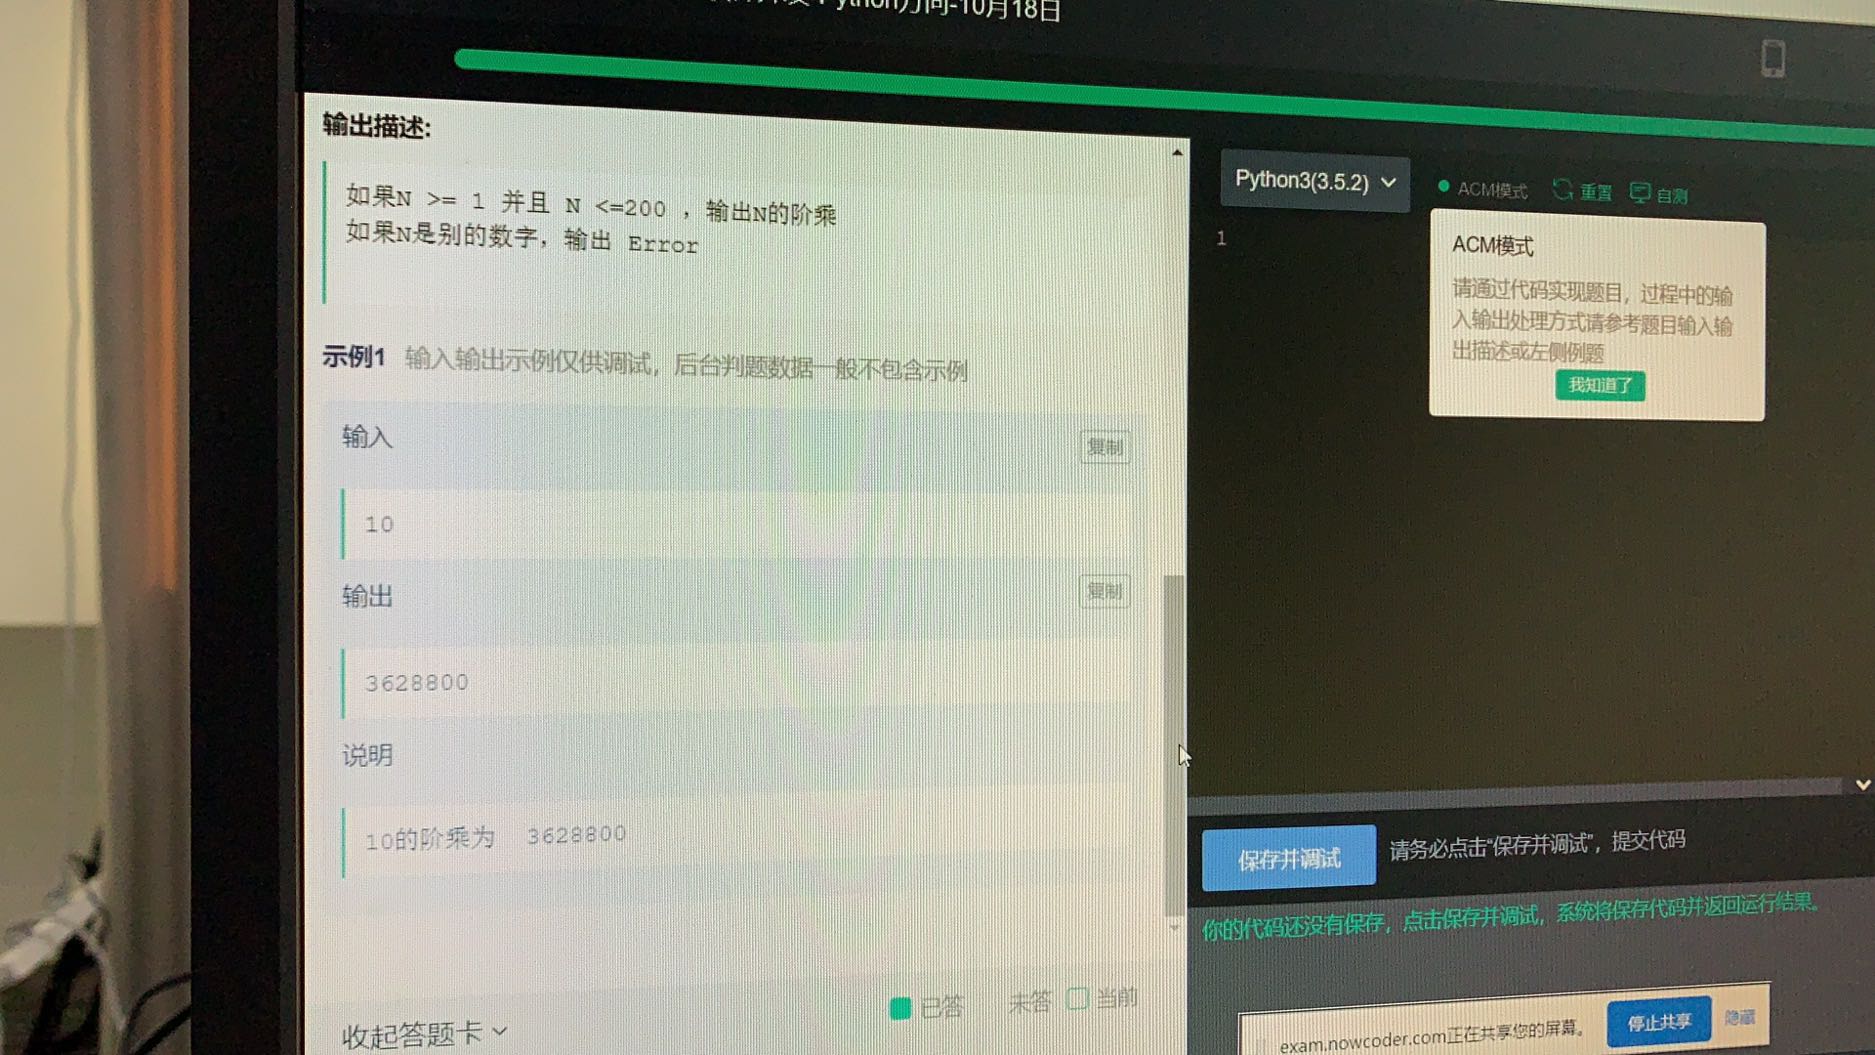 Python方向-10月18日
输出描述:
如果N >= 1 并且 N <=200 ，输出N的阶乘
如果N是别的数字，输出 Error
示例1 输入输出示例仅供调试，后台判题数据一般不包含示例
输入
复制
10
输出
复制
3628800
说明
10的阶乘为 3628800
已答 未答 当前
收起答题卡
Python3(3.5.2)
ACM模式 重置 自测
1
ACM模式
请通过代码实现题目，过程中的输
入输出处理方式请参考题目输入输
出描述或左侧例题
我知道了
保存并调试 请务必点击“保存并调试”，提交代码
你的代码还没有保存，点击保存并调试，系统将保存代码并返回运行结果。
exam.nowcoder.com正在共享您的屏幕。 停止共享 隐藏